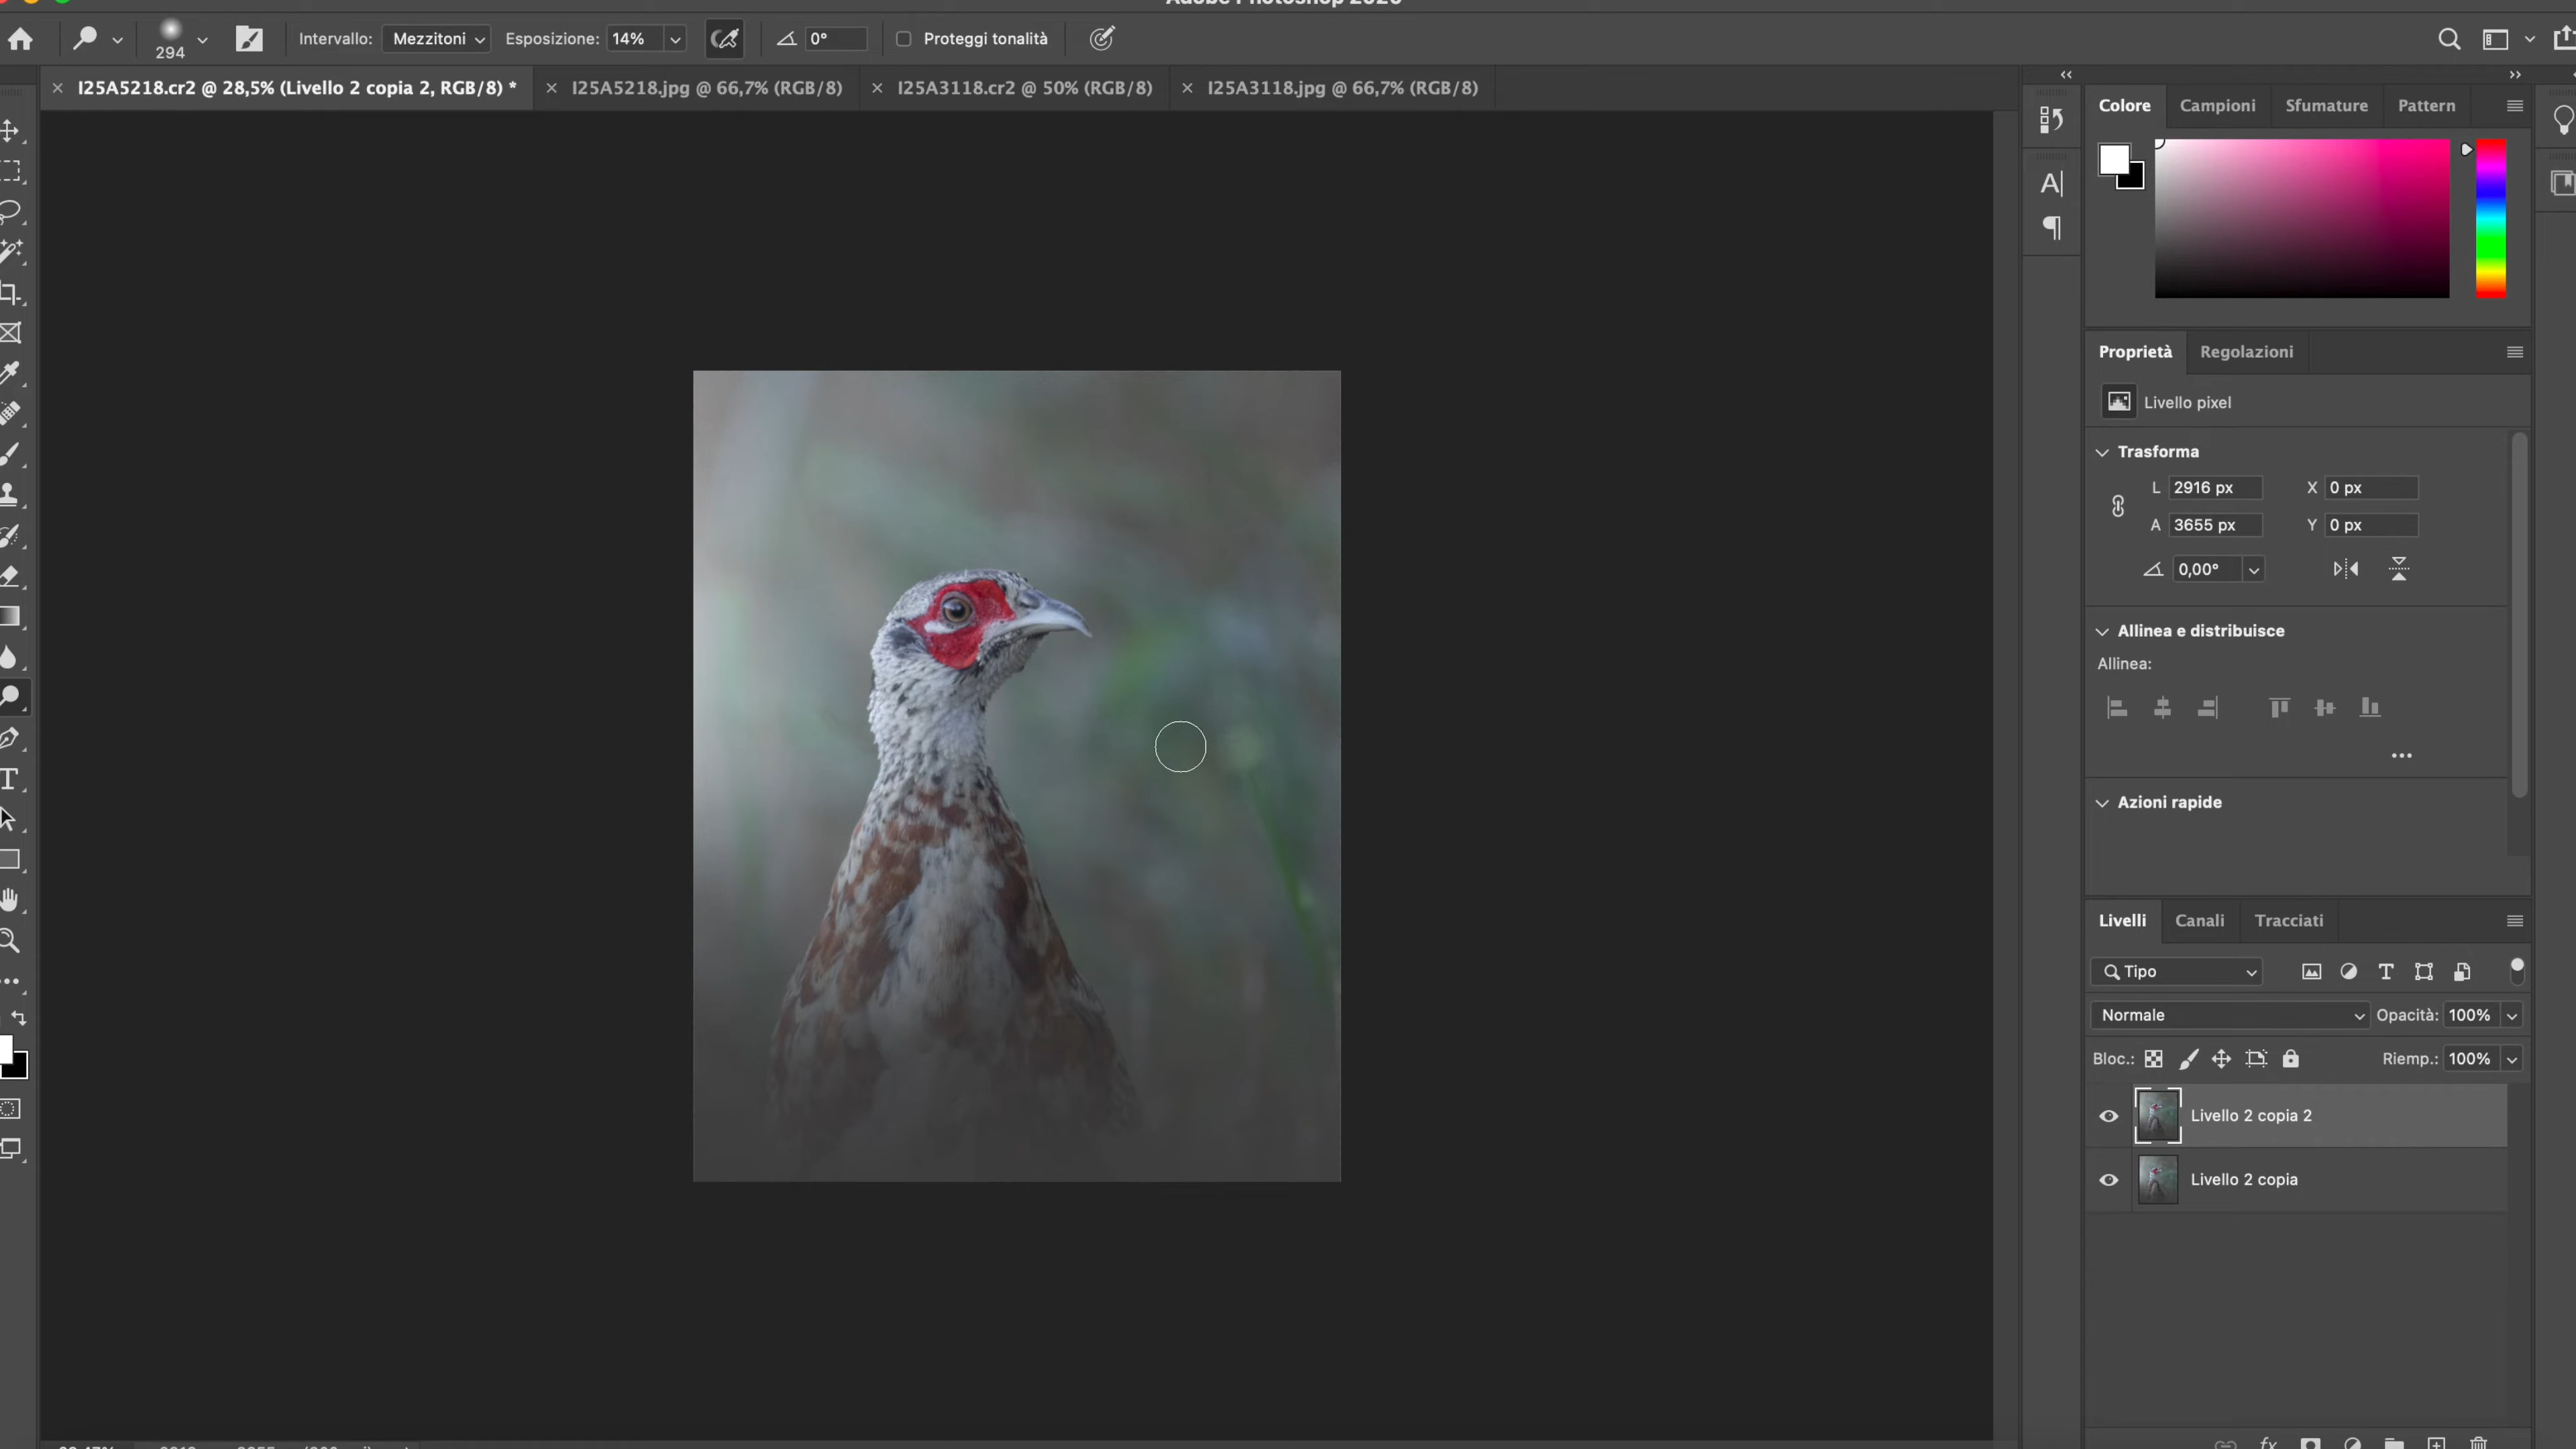 294
Intervallo: Mezzitoni Esposizione: 14% 0° Proteggi tonalità
I25A5218.cr2 @ 28,5% (Livello 2 copia 2, RGB/8) * I25A5218.jpg @ 66,7% (RGB/8) I25A3118.cr2 @ 50% (RGB/8) I25A3118.jpg @ 66,7% (RGB/8)
Colore Campioni Sfumature Pattern
Proprietà Regolazioni
Livello pixel
Trasforma
L 2916 px X 0 px
A 3655 px Y 0 px
0,00°
Allinea e distribuisce
Allinea:
Azioni rapide
Livelli Canali Tracciati
Tipo
Normale Opacità: 100%
Bloc.: Riemp.: 100%
Livello 2 copia 2
Livello 2 copia